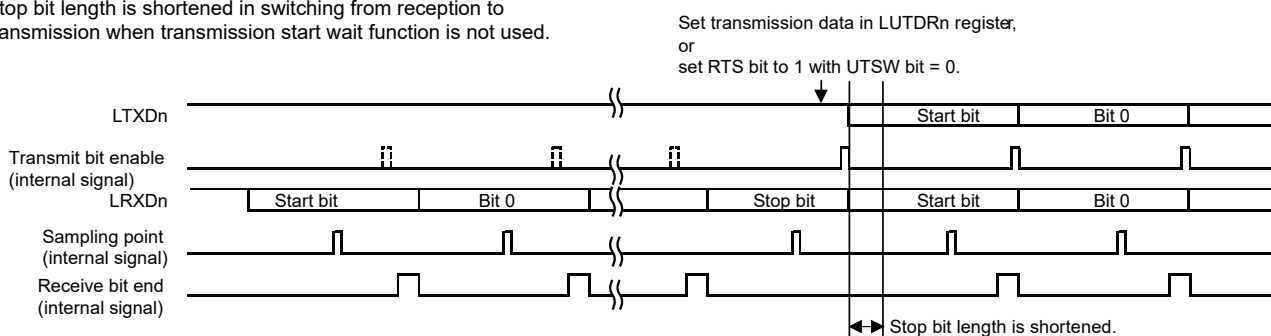 top bit length is shortened in switching from reception to
ansmission when transmission start wait function is not used.
Set transmission data in LUTDRn register,
or
set RTS bit to 1 with UTSW bit = 0.
LTXDn
Start bit
Bit 0
Transmit bit enable
(internal signal)
LRXDn
Start bit
Bit 0
Stop bit
Start bit
Bit 0
Sampling point
(internal signal)
Receive bit end
(internal signal)
Stop bit length is shortened.